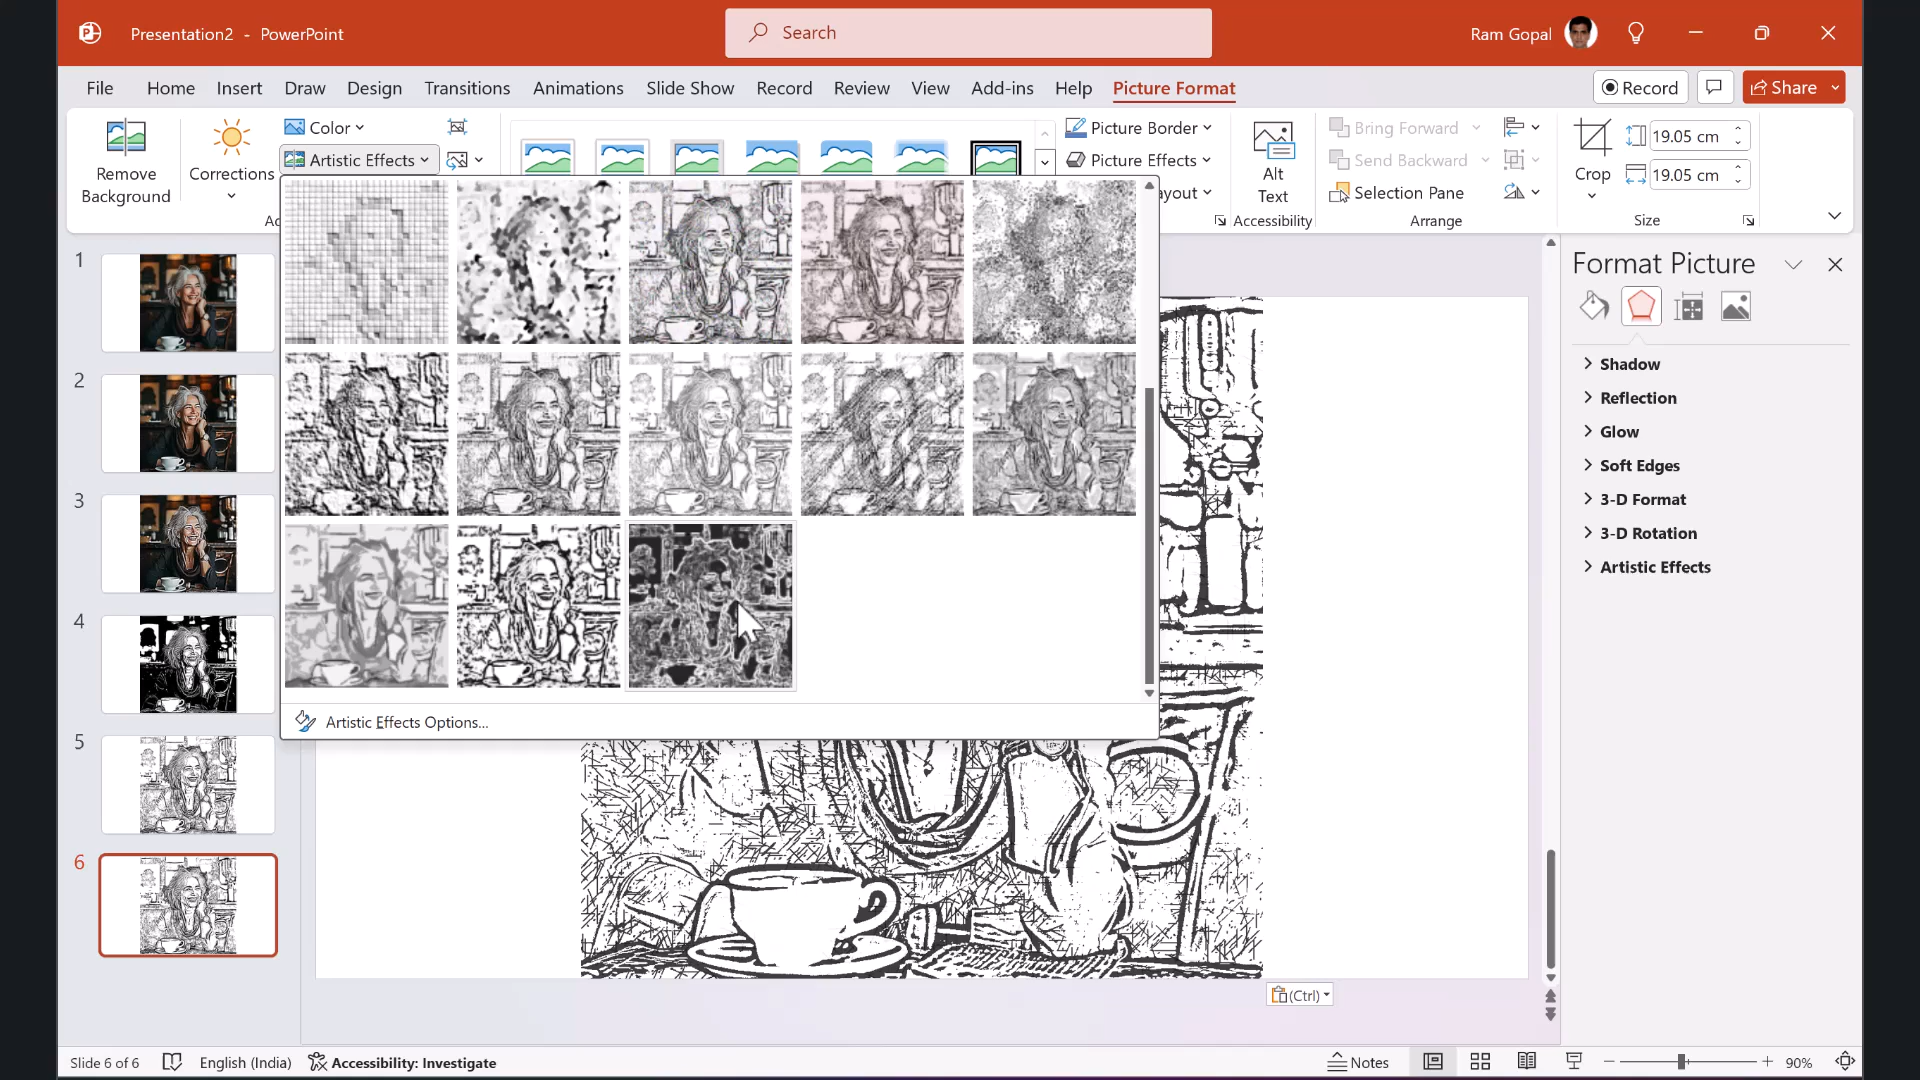 Presentation2 - PowerPoint
Search
Ram Gopal
File Home Insert Draw Design Transitions Animations Slide Show Record Review View Add-ins Help Picture Format
Record
Share
Remove Background
Corrections
Color
Artistic Effects
Picture Border
Picture Effects
ayout
Alt Text
Accessibility
Bring Forward
Send Backward
Selection Pane
Arrange
Crop
19.05 cm
19.05 cm
Size
1
2
3
4
5
6
Artistic Effects Options...
Format Picture
Shadow
Reflection
Glow
Soft Edges
3-D Format
3-D Rotation
Artistic Effects
(Ctrl)
Slide 6 of 6
English (India)
Accessibility: Investigate
Notes
90%